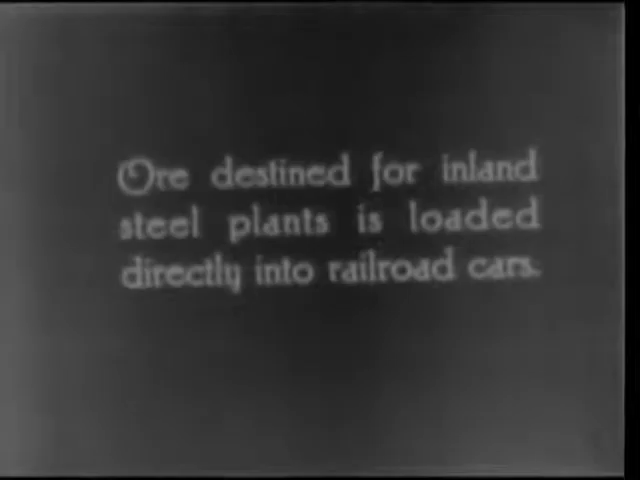 Ore destined for inland
steel plants is loaded
directly into railroad cars.